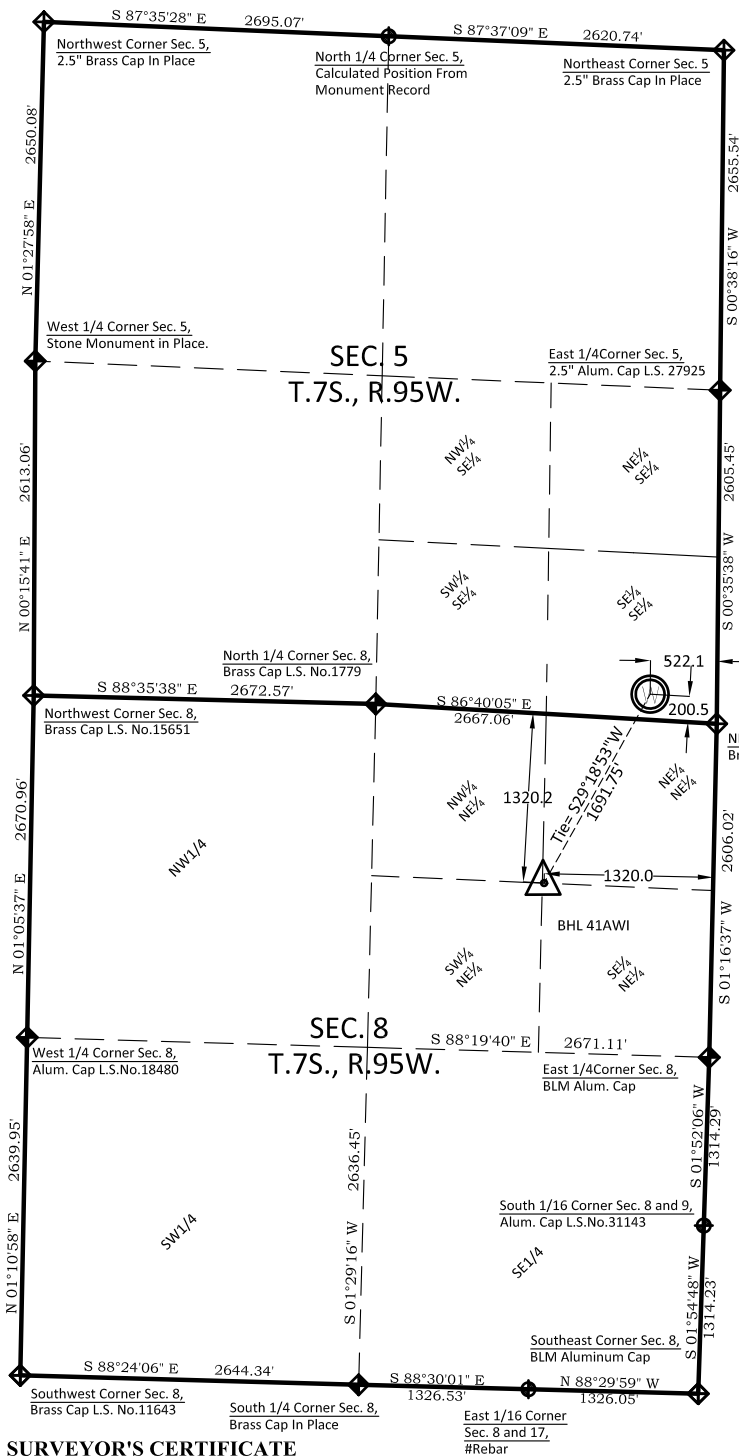 S 87°35'28" E 2695.07'
S 87°37'09" E 2620.74'
Northwest Corner Sec. 5,
2.5" Brass Cap In Place
North 1/4 Corner Sec. 5,
Calculated Position From
Monument Record
Northeast Corner Sec. 5
2.5" Brass Cap In Place
N 01°27'58" E 2650.08'
S 00°38'16" W 2655.54'
West 1/4 Corner Sec. 5,
Stone Monument in Place.
SEC. 5
T.7S., R.95W.
East 1/4Corner Sec. 5,
2.5" Alum. Cap L.S. 27925
N 00°15'41" E 2613.06'
S 00°35'38" W 2605.45'
NW¼
SE¼
NE¼
SE¼
SW¼
SE¼
SE¼
SE¼
North 1/4 Corner Sec. 8,
Brass Cap L.S. No.1779
522.1
200.5
S 88°35'38" E 2672.57'
S 86°40'05" E
2667.06'
Northwest Corner Sec. 8,
Brass Cap L.S. No.15651
Tie= S29°18'53"W
1691.75'
N 01°05'37" E 2670.96'
S 01°16'37" W 2606.02'
NW1/4
NW¼
NE¼
NE¼
NE¼
1320.2
1320.0
BHL 41AWI
SW¼
NE¼
SE¼
NE¼
SEC. 8
T.7S., R.95W.
S 88°19'40" E 2671.11'
West 1/4 Corner Sec. 8,
Alum. Cap L.S.No.18480
East 1/4Corner Sec. 8,
BLM Alum. Cap
N 01°10'58" E 2639.95'
S 01°29'16" W 2636.45'
S 01°52'06" W
1314.29'
South 1/16 Corner Sec. 8 and 9,
Alum. Cap L.S.No.31143
SW1/4
SE1/4
S 01°54'48" W
1314.23'
Southeast Corner Sec. 8,
BLM Aluminum Cap
S 88°24'06" E 2644.34'
S 88°30'01" E
1326.53'
N 88°29'59" W
1326.05'
Southwest Corner Sec. 8,
Brass Cap L.S. No.11643
South 1/4 Corner Sec. 8,
Brass Cap In Place
East 1/16 Corner
Sec. 8 and 17,
#Rebar
SURVEYOR'S CERTIFICATE